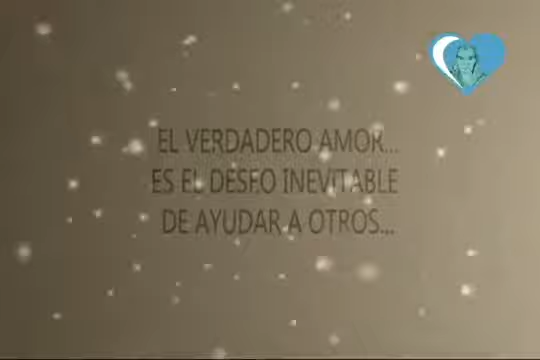 EL VERDADERO AMOR...
ES EL DESEO INEVITABLE
DE AYUDAR A OTROS...